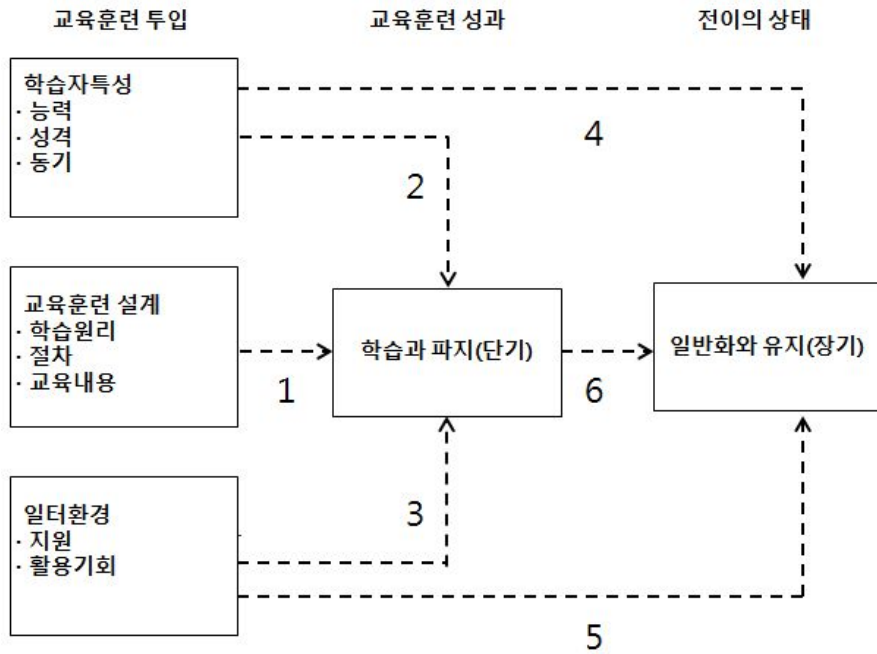 교육훈련 투입
교육훈련 성과
전이의 상태
학습자특성
· 능력
· 성격
· 동기
4
2
교육훈련 설계
· 학습원리
· 절차
· 교육내용
1
학습과 파지(단기)
6
일반화와 유지(장기)
일터환경
· 지원
· 활용기회
3
5